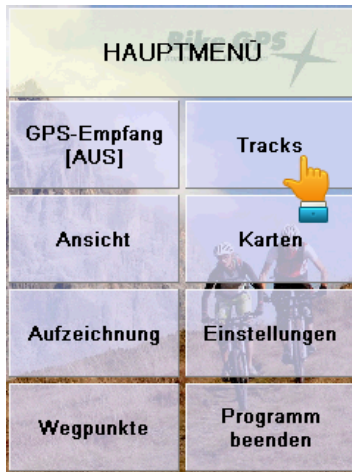 Bike GPS
HAUPTMENÜ
GPS-Empfang
[AUS]
Tracks
Ansicht
Karten
Aufzeichnung
Einstellungen
Wegpunkte
Programm
beenden